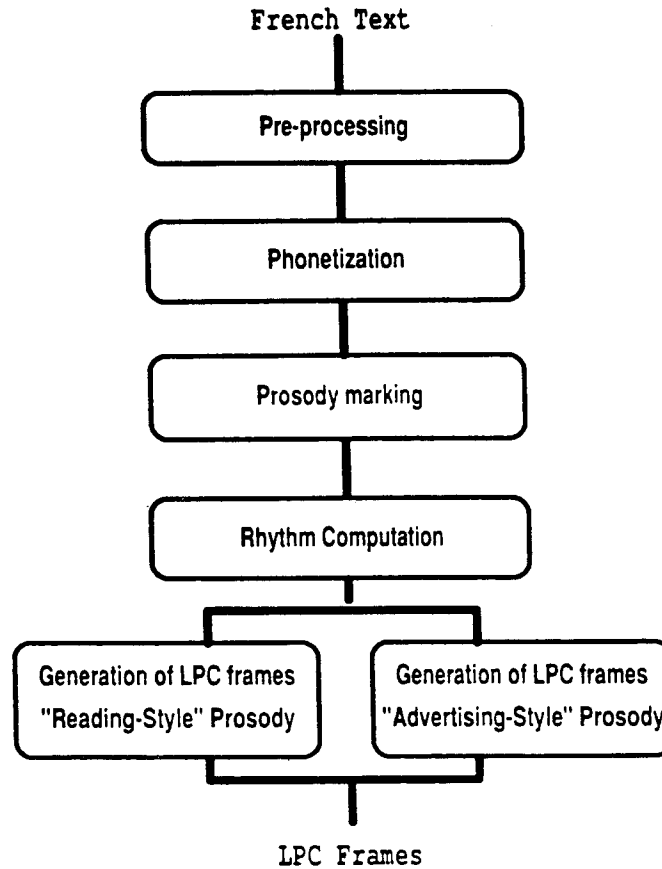 French Text
Pre-processing
Phonetization
Prosody marking
Rhythm Computation
Generation of LPC frames
"Reading-Style" Prosody
Generation of LPC frames
"Advertising-Style" Prosody
LPC Frames